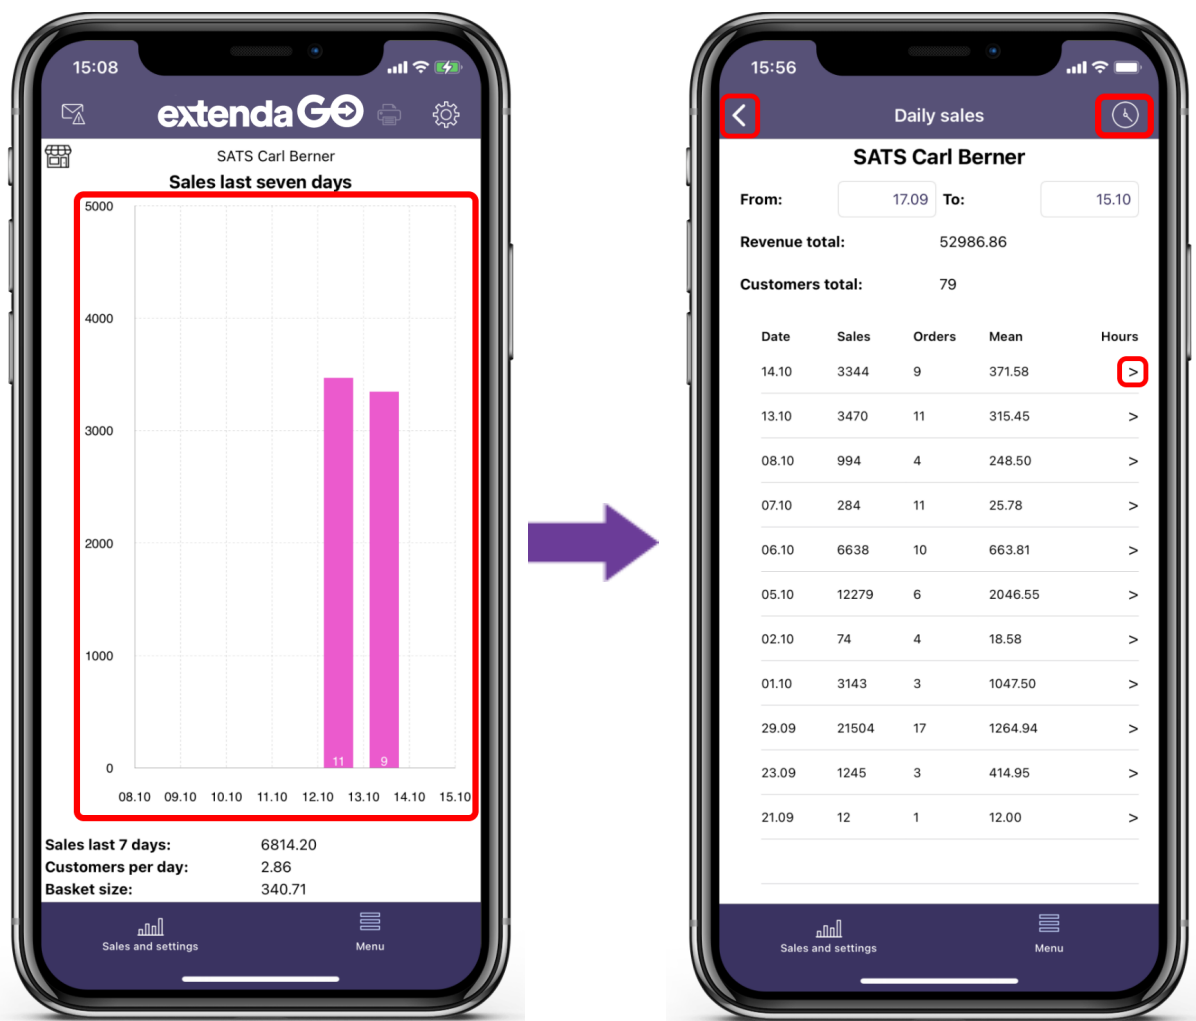 15:08
extenda GO
SATS Carl Berner
Sales last seven days
5000
4000
3000
2000
1000
0
11 9
08.10 09.10 10.10 11.10 12.10 13.10 14.10 15.10
Sales last 7 days: 6814.20
Customers per day: 2.86
Basket size: 340.71
Sales and settings Menu
15:56
Daily sales
SATS Carl Berner
From: 17.09 To: 15.10
Revenue total: 52986.86
Customers total: 79
Date Sales Orders Mean Hours
14.10 3344 9 371.58 >
13.10 3470 11 315.45 >
08.10 994 4 248.50 >
07.10 284 11 25.78 >
06.10 6638 10 663.81 >
05.10 12279 6 2046.55 >
02.10 74 4 18.58 >
01.10 3143 3 1047.50 >
29.09 21504 17 1264.94 >
23.09 1245 3 414.95 >
21.09 12 1 12.00 >
Sales and settings Menu